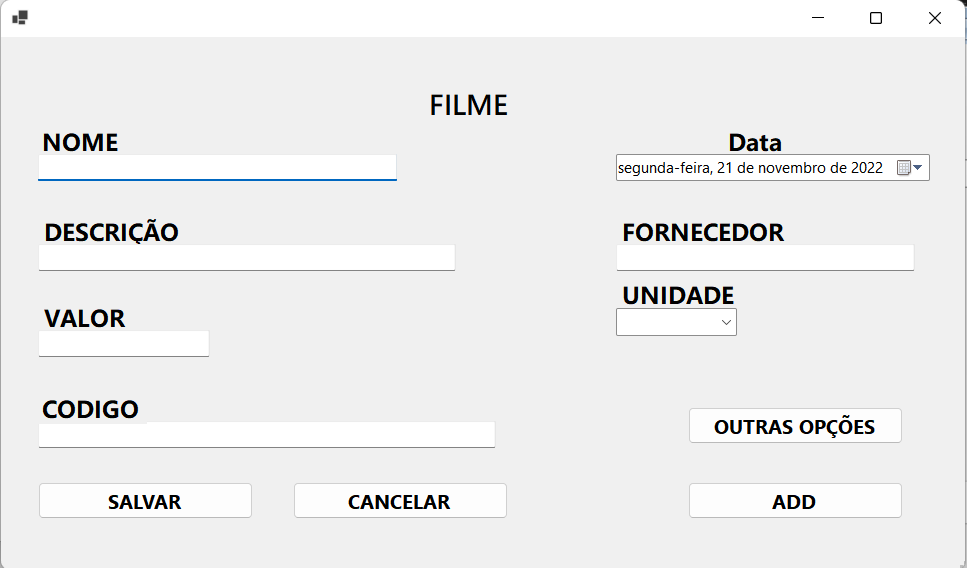 FILME
NOME
Data
segunda-feira, 21 de novembro de 2022
DESCRIÇÃO
FORNECEDOR
UNIDADE
VALOR
CODIGO
OUTRAS OPÇÕES
SALVAR
CANCELAR
ADD